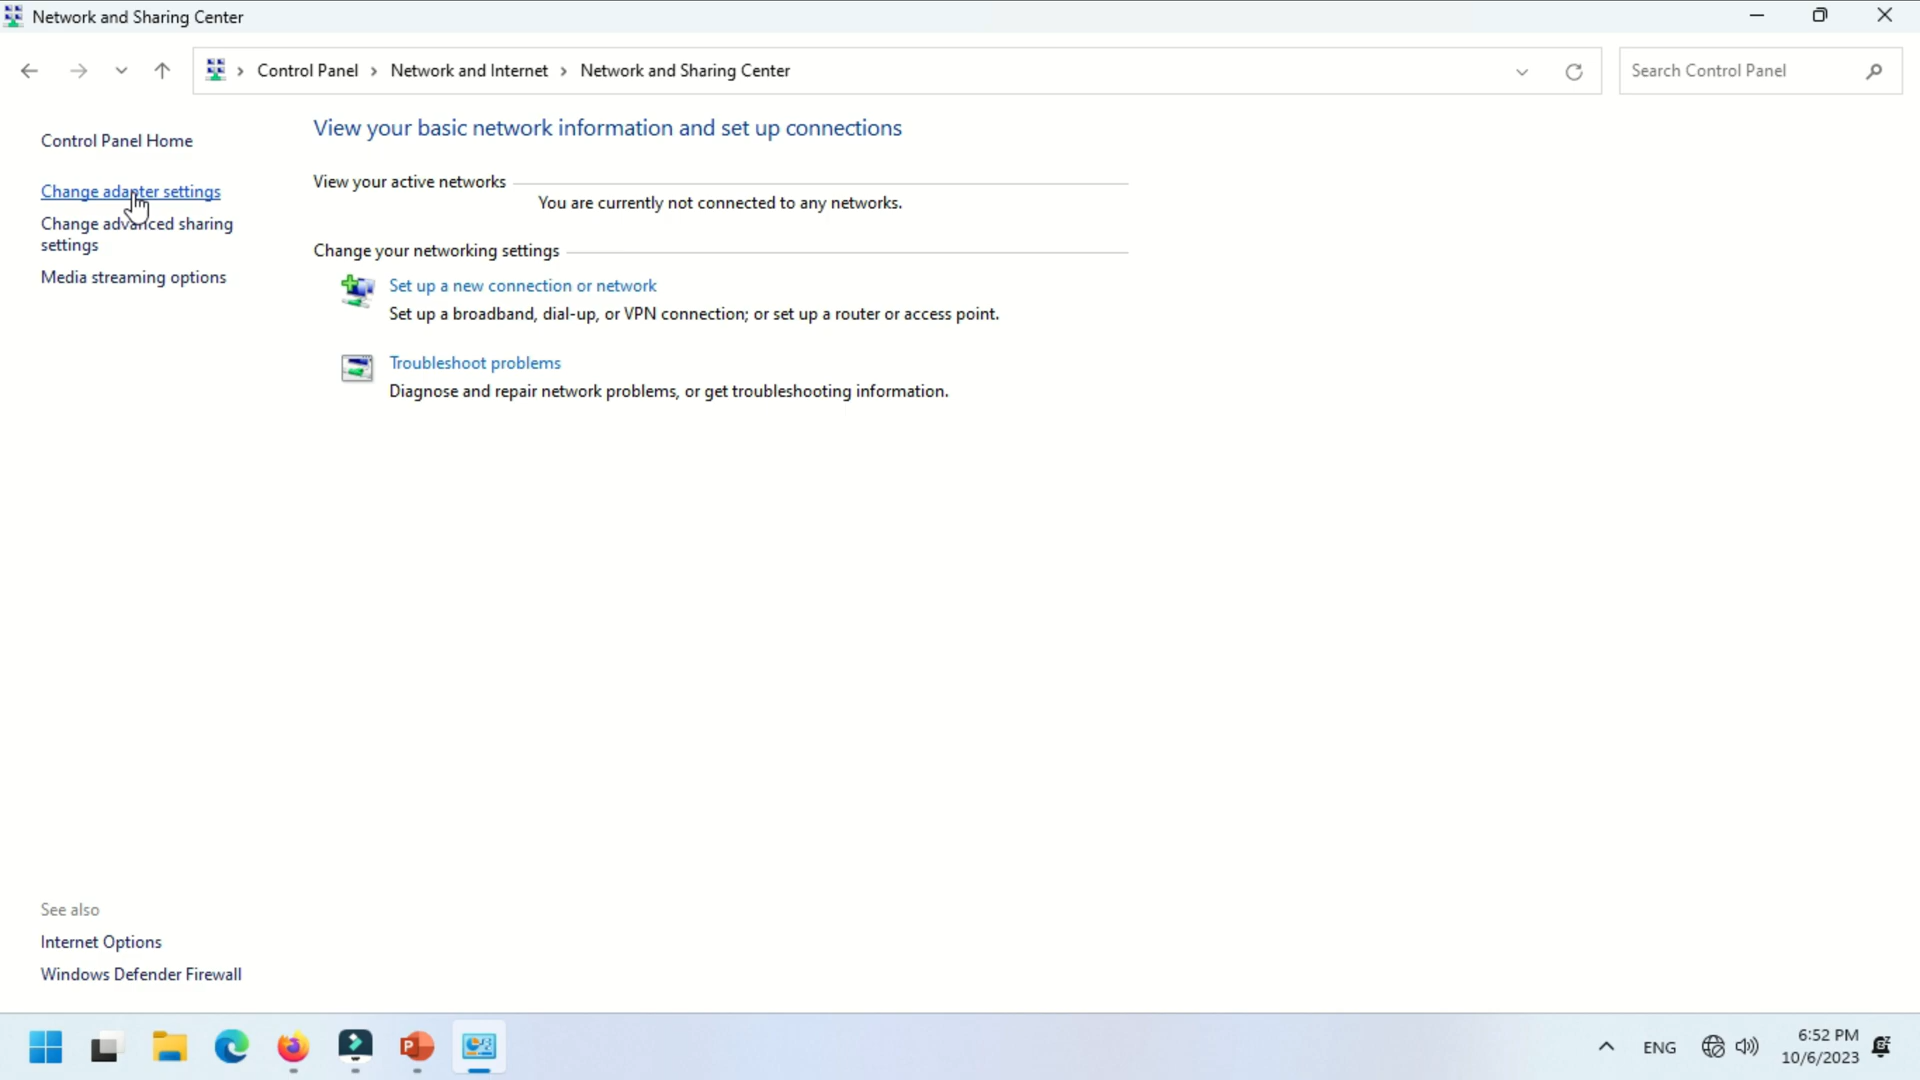 Network and Sharing Center
Control Panel › Network and Internet › Network and Sharing Center
Search Control Panel
Control Panel Home
Change adapter settings
Change advanced sharing
settings
Media streaming options
View your basic network information and set up connections
View your active networks
You are currently not connected to any networks.
Change your networking settings
Set up a new connection or network
Set up a broadband, dial-up, or VPN connection; or set up a router or access point.
Troubleshoot problems
Diagnose and repair network problems, or get troubleshooting information.
See also
Internet Options
Windows Defender Firewall
ENG
6:52 PM
10/6/2023